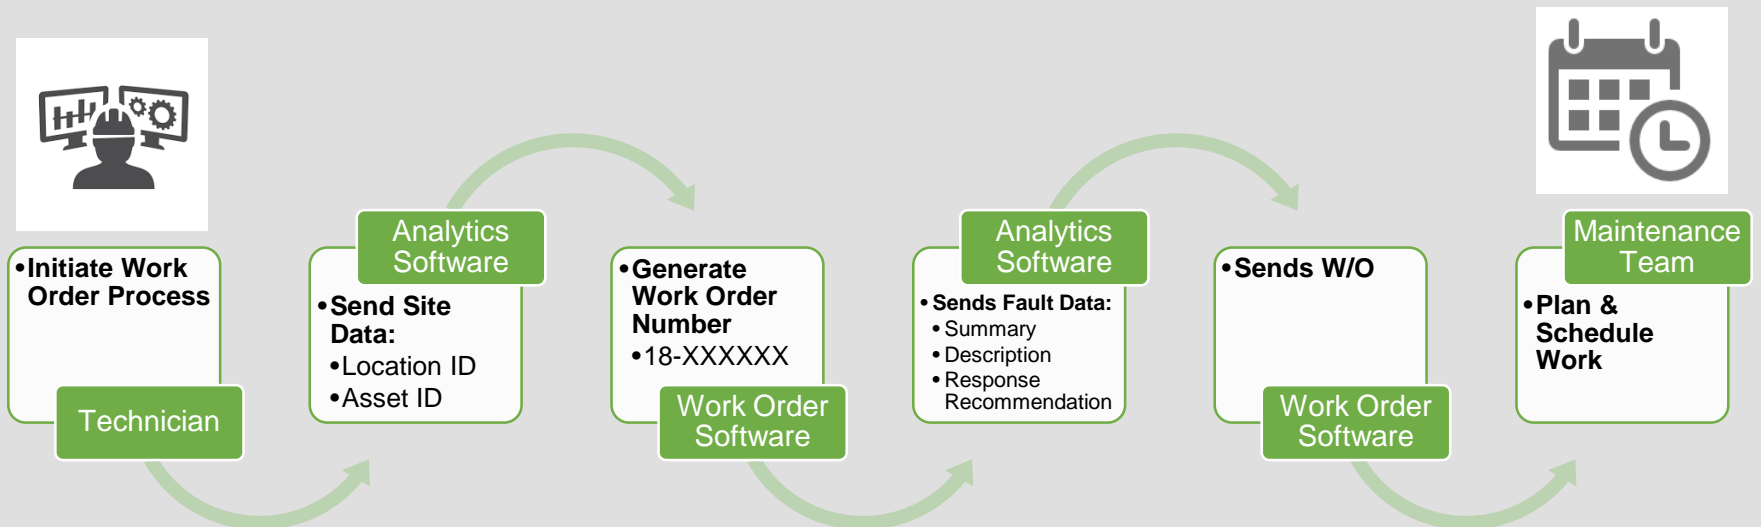 •Initiate Work
Order Process
Technician
Analytics
Software
•Send Site
Data:
•Location ID
•Asset ID
•Generate
Work Order
Number
•18-XXXXXX
Work Order
Software
Analytics
Software
•Sends Fault Data:
•Summary
•Description
•Response
Recommendation
•Sends W/O
Work Order
Software
Maintenance
Team
•Plan &
Schedule
Work